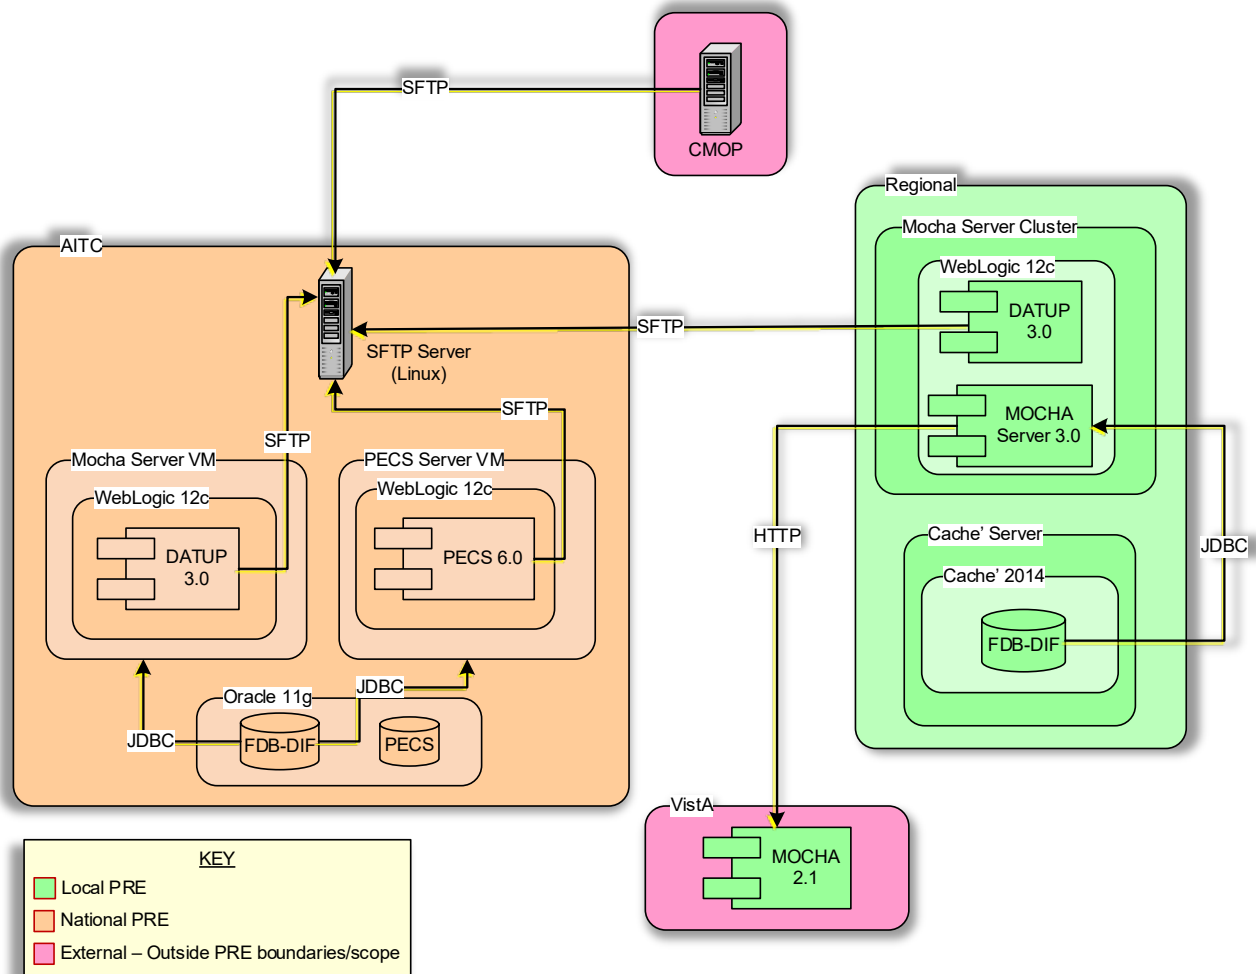 SFTP
CMOP
Regional
Mocha Server Cluster
WebLogic 12c
DATUP
3.0
MOCHA
Server 3.0
AITC
SFTP Server
(Linux)
SFTP
SFTP
SFTP
Mocha Server VM
WebLogic 12c
DATUP
3.0
PECS Server VM
WebLogic 12c
PECS 6.0
HTTP
JDBC
Cache’ Server
Cache’ 2014
FDB-DIF
Oracle 11g
JDBC
JDBC
FDB-DIF
PECS
VistA
MOCHA
2.1
KEY
Local PRE
National PRE
External – Outside PRE boundaries/scope